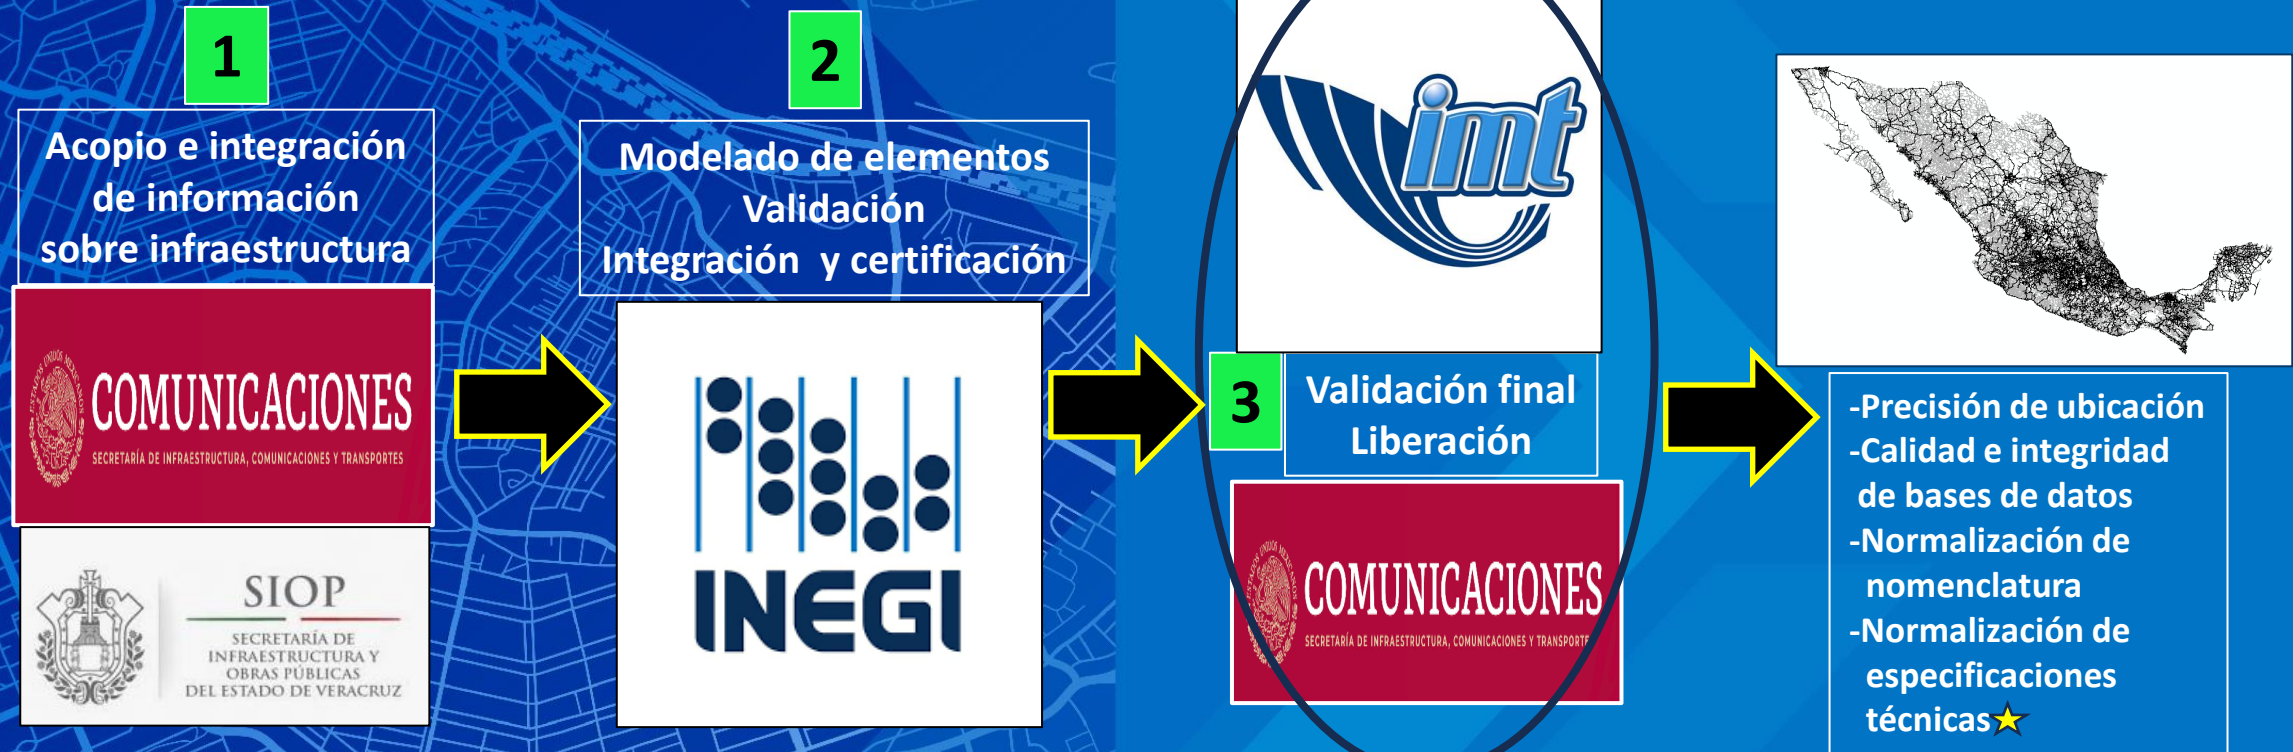 1
Acopio e integración
de información
sobre infraestructura
COMUNICACIONES
SECRETARÍA DE INFRAESTRUCTURA, COMUNICACIONES Y TRANSPORTES
SIOP
SECRETARÍA DE
INFRAESTRUCTURA Y
OBRAS PÚBLICAS
DEL ESTADO DE VERACRUZ
2
Modelado de elementos
Validación
Integración y certificación
INEGI
imt
3
Validación final
Liberación
COMUNICACIONES
SECRETARÍA DE INFRAESTRUCTURA, COMUNICACIONES Y TRANSPORTE
-Precisión de ubicación
-Calidad e integridad
de bases de datos
-Normalización de
nomenclatura
-Normalización de
especificaciones
técnicas